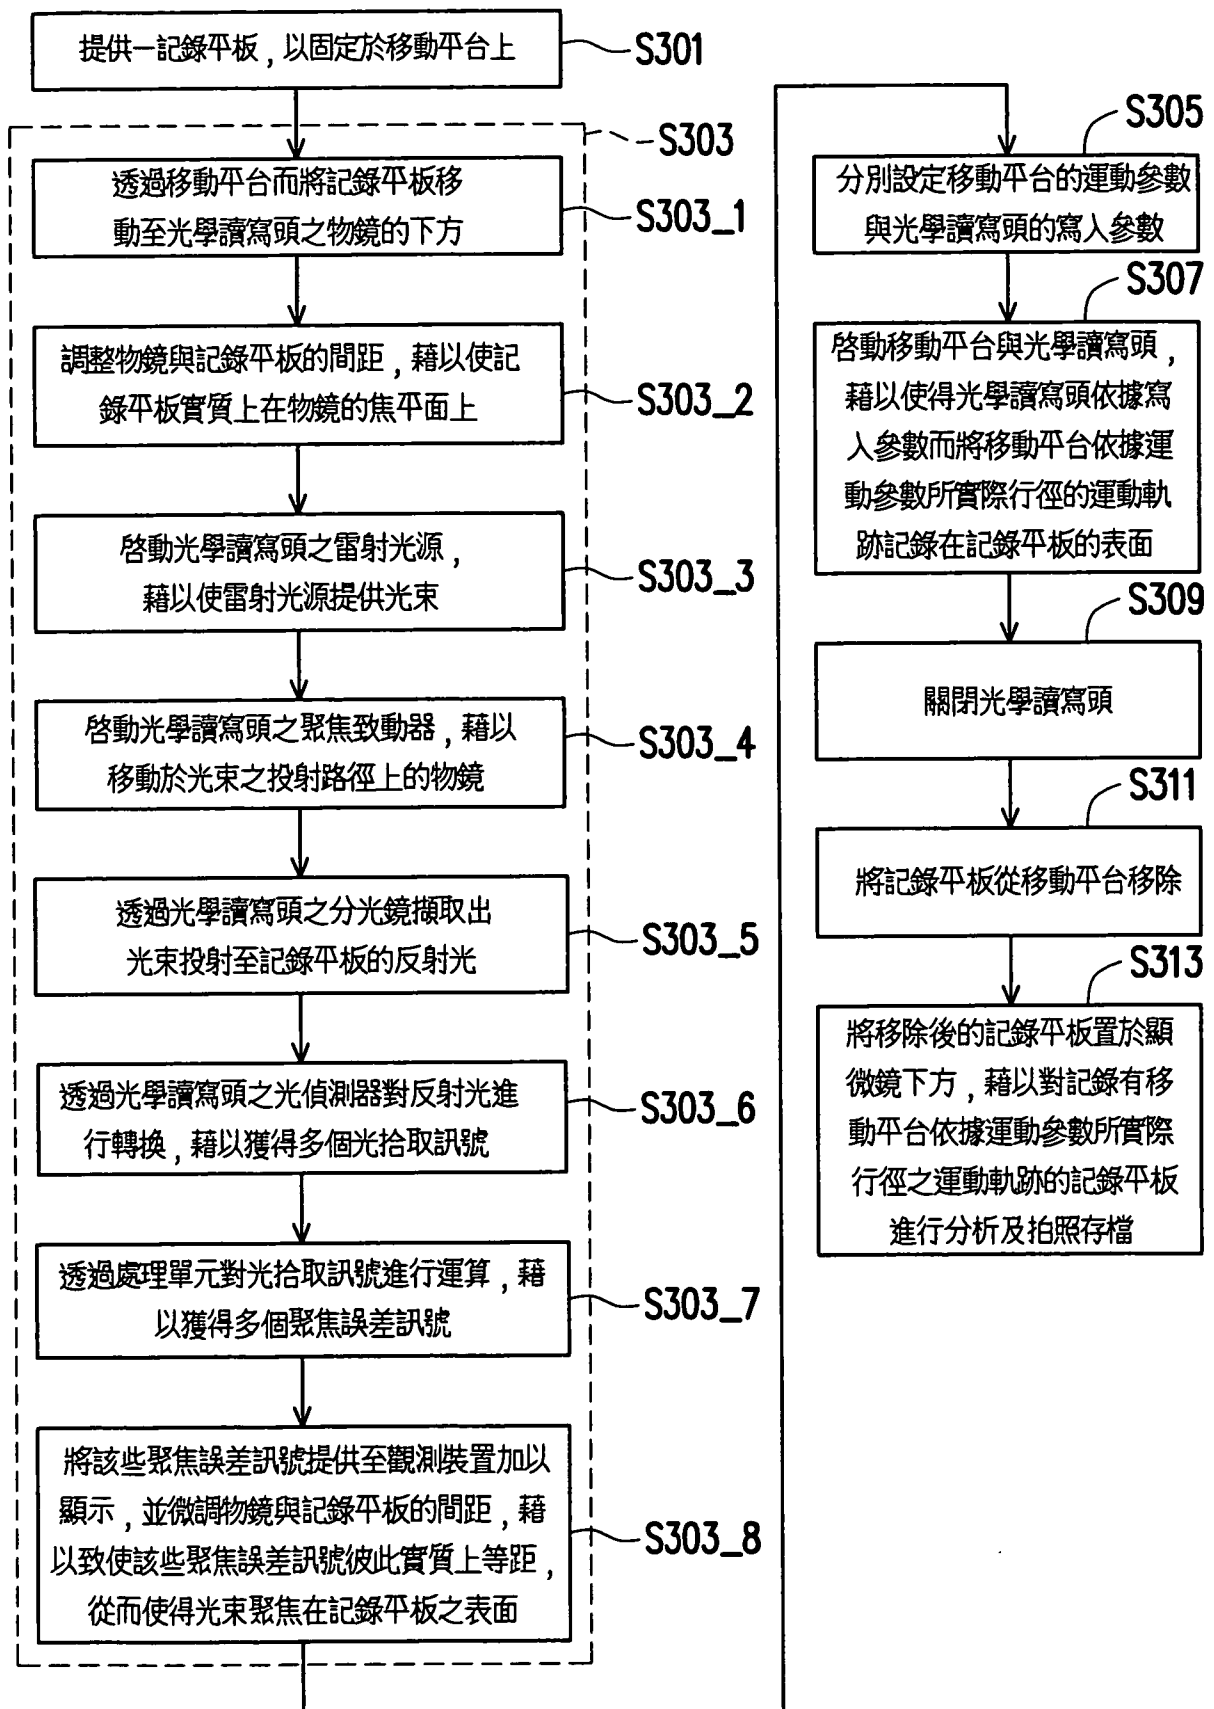 提供一記錄平板，以固定於移動平台上
S301
S303
透過移動平台而將記錄平板移
動至光學讀寫頭之物鏡的下方
S303_1
調整物鏡與記錄平板的間距，藉以使記
錄平板實質上在物鏡的焦平面上
S303_2
啓動光學讀寫頭之雷射光源，
藉以使雷射光源提供光束
S303_3
啓動光學讀寫頭之聚焦致動器，藉以
移動於光束之投射路徑上的物鏡
S303_4
透過光學讀寫頭之分光鏡擷取出
光束投射至記錄平板的反射光
S303_5
透過光學讀寫頭之光偵測器對反射光進
行轉換，藉以獲得多個光拾取訊號
S303_6
透過處理單元對光拾取訊號進行運算，藉
以獲得多個聚焦誤差訊號
S303_7
將該些聚焦誤差訊號提供至觀測裝置加以
顯示，並微調物鏡與記錄平板的間距，藉
以致使該些聚焦誤差訊號彼此實質上等距，
從而使得光束聚焦在記錄平板之表面
S303_8
S305
分別設定移動平台的運動參數
與光學讀寫頭的寫入參數
S307
啓動移動平台與光學讀寫頭，
藉以使得光學讀寫頭依據寫
入參數而將移動平台依據運
動參數所實際行徑的運動軌
跡記錄在記錄平板的表面
S309
關閉光學讀寫頭
S311
將記錄平板從移動平台移除
S313
將移除後的記錄平板置於顯
微鏡下方，藉以對記錄有移
動平台依據運動參數所實際
行徑之運動軌跡的記錄平板
進行分析及拍照存檔